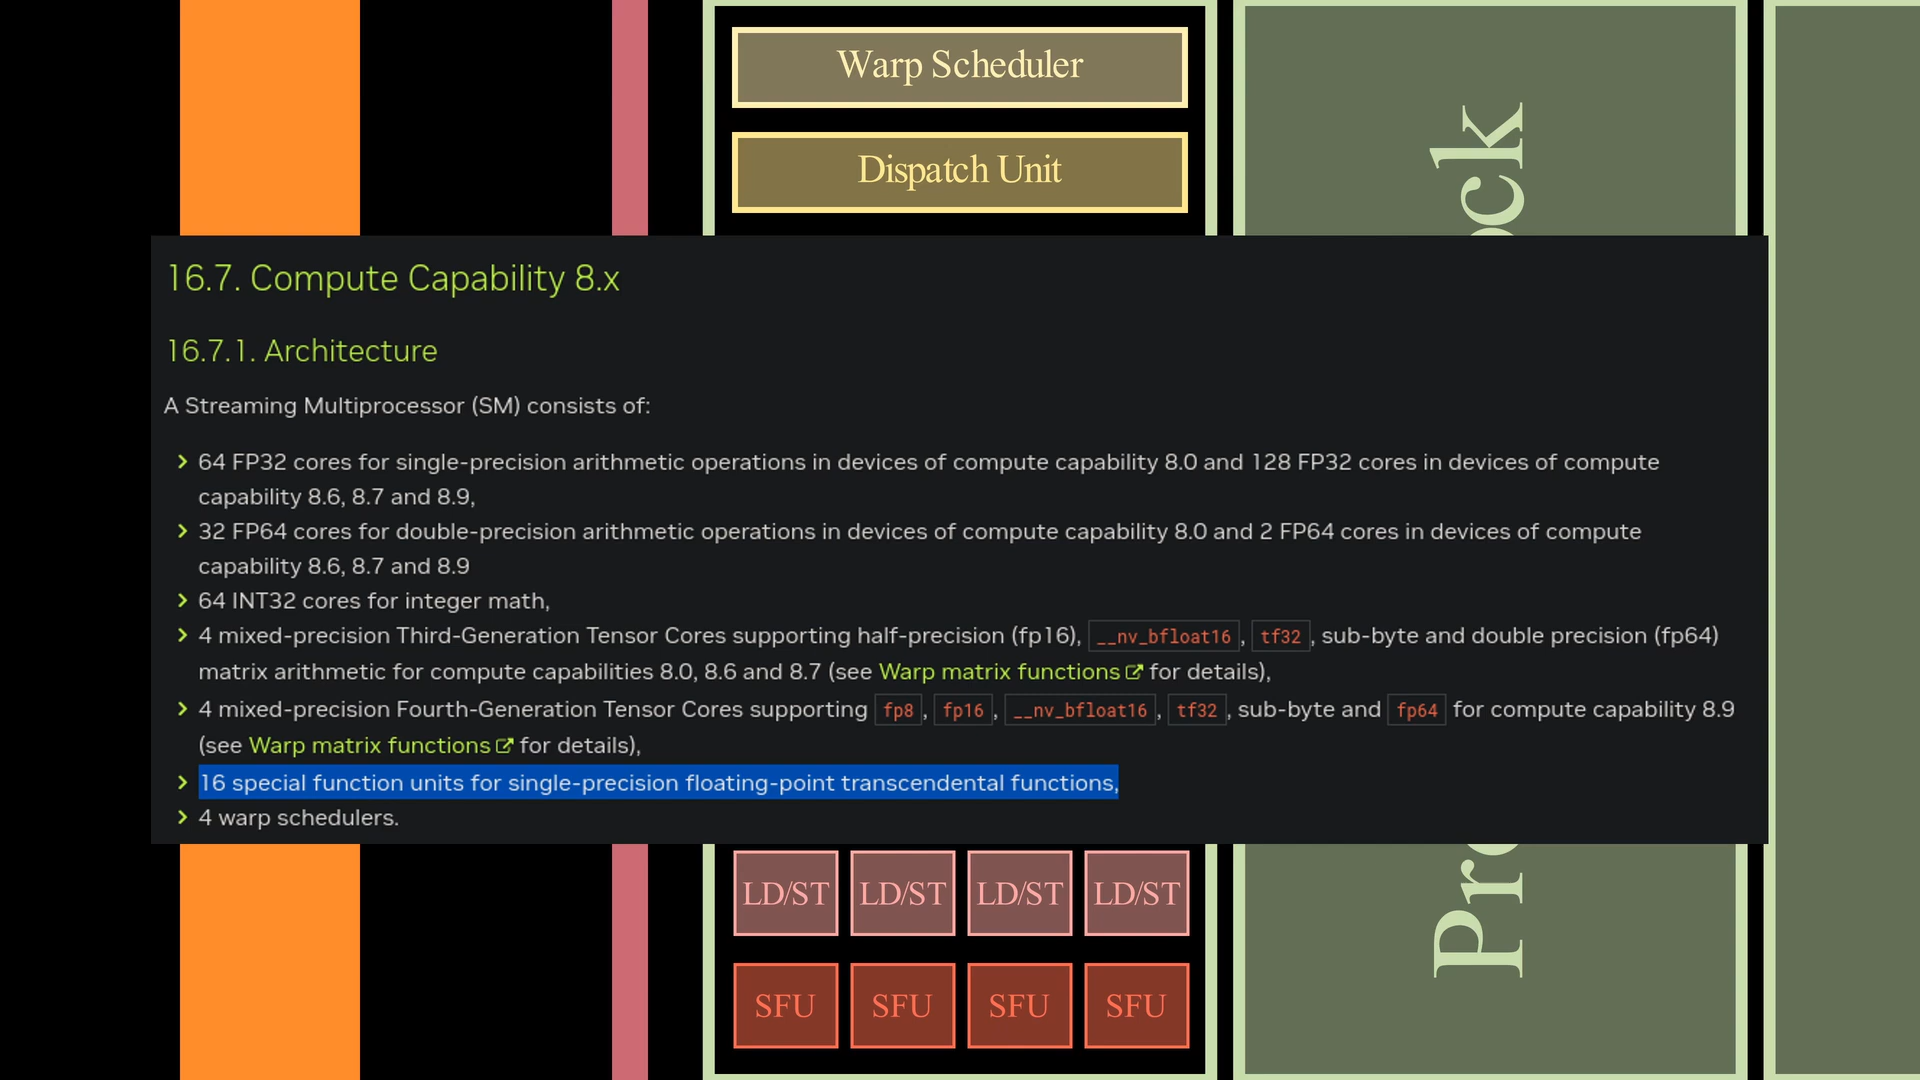 Warp Scheduler
Dispatch Unit
ock
16.7. Compute Capability 8.x
16.7.1. Architecture
A Streaming Multiprocessor (SM) consists of:
64 FP32 cores for single-precision arithmetic operations in devices of compute capability 8.0 and 128 FP32 cores in devices of compute
capability 8.6, 8.7 and 8.9,
32 FP64 cores for double-precision arithmetic operations in devices of compute capability 8.0 and 2 FP64 cores in devices of compute
capability 8.6, 8.7 and 8.9
64 INT32 cores for integer math,
4 mixed-precision Third-Generation Tensor Cores supporting half-precision (fp16), __nv_bfloat16, tf32, sub-byte and double precision (fp64)
matrix arithmetic for compute capabilities 8.0, 8.6 and 8.7 (see Warp matrix functions for details),
4 mixed-precision Fourth-Generation Tensor Cores supporting fp8, fp16, __nv_bfloat16, tf32, sub-byte and fp64 for compute capability 8.9
(see Warp matrix functions for details),
16 special function units for single-precision floating-point transcendental functions,
4 warp schedulers.
Pro
LD/ST LD/ST LD/ST LD/ST
SFU SFU SFU SFU